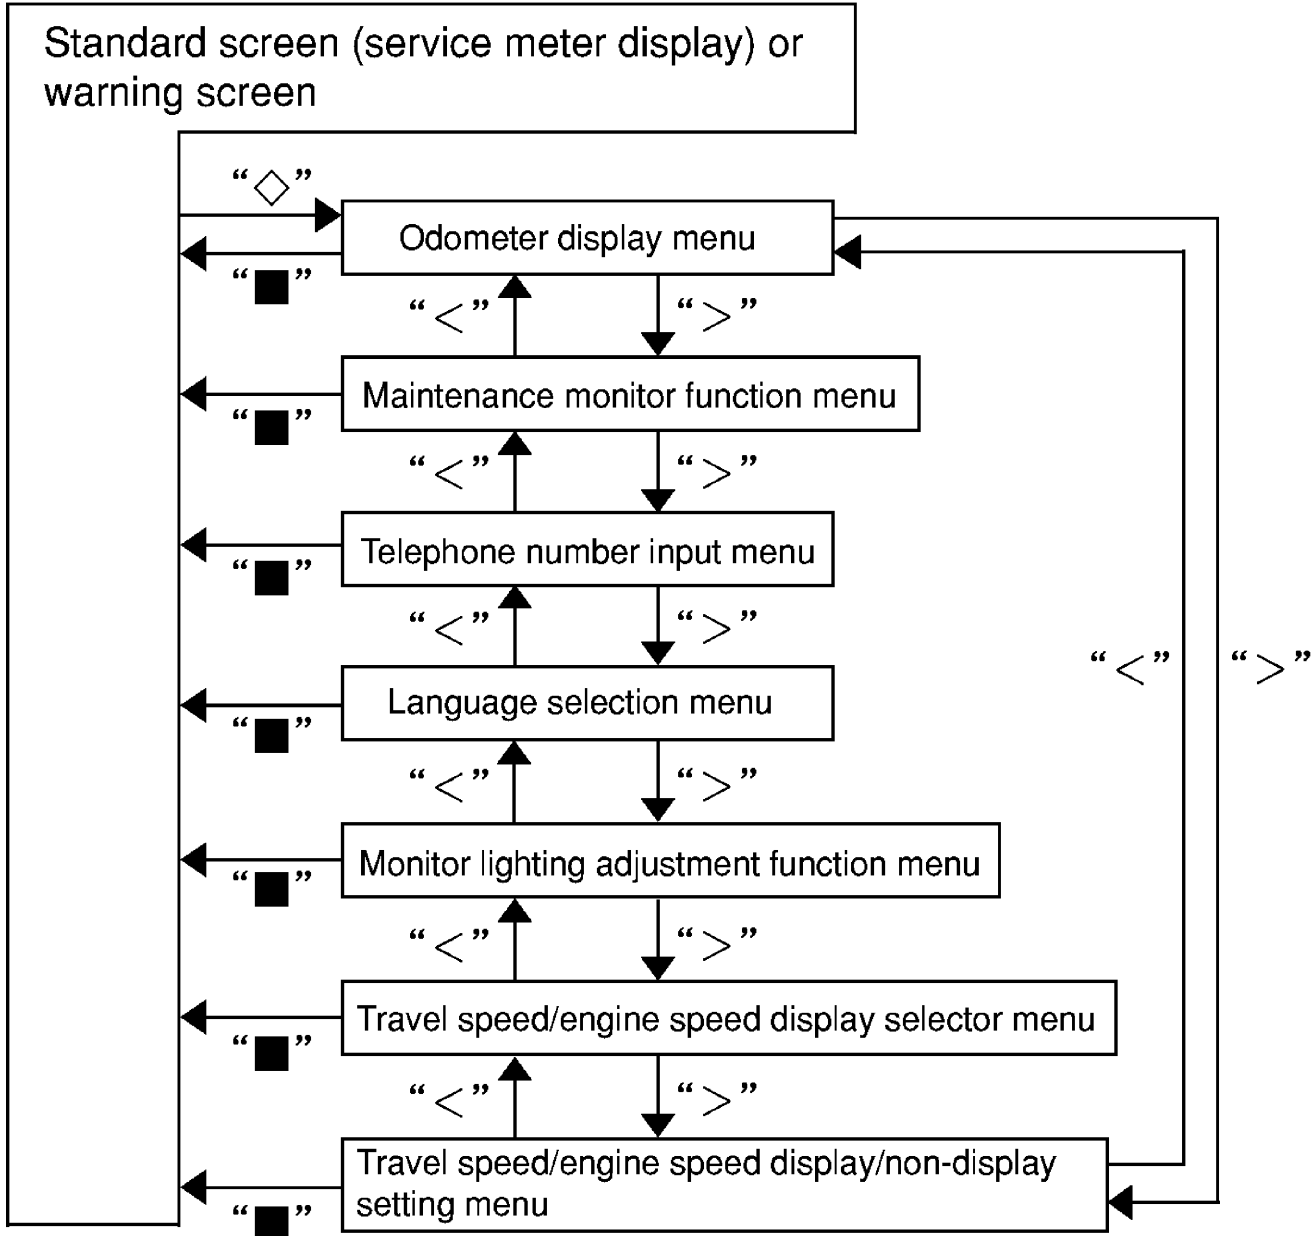 Standard screen (service meter display) or
warning screen
“◇”
Odometer display menu
“■”
“<” “>”
Maintenance monitor function menu
“■”
“<” “>”
Telephone number input menu
“■”
“<” “>”
“<” “>”
Language selection menu
“■”
“<” “>”
Monitor lighting adjustment function menu
“■”
“<” “>”
Travel speed/engine speed display selector menu
“■”
“<” “>”
Travel speed/engine speed display/non-display
setting menu
“■”